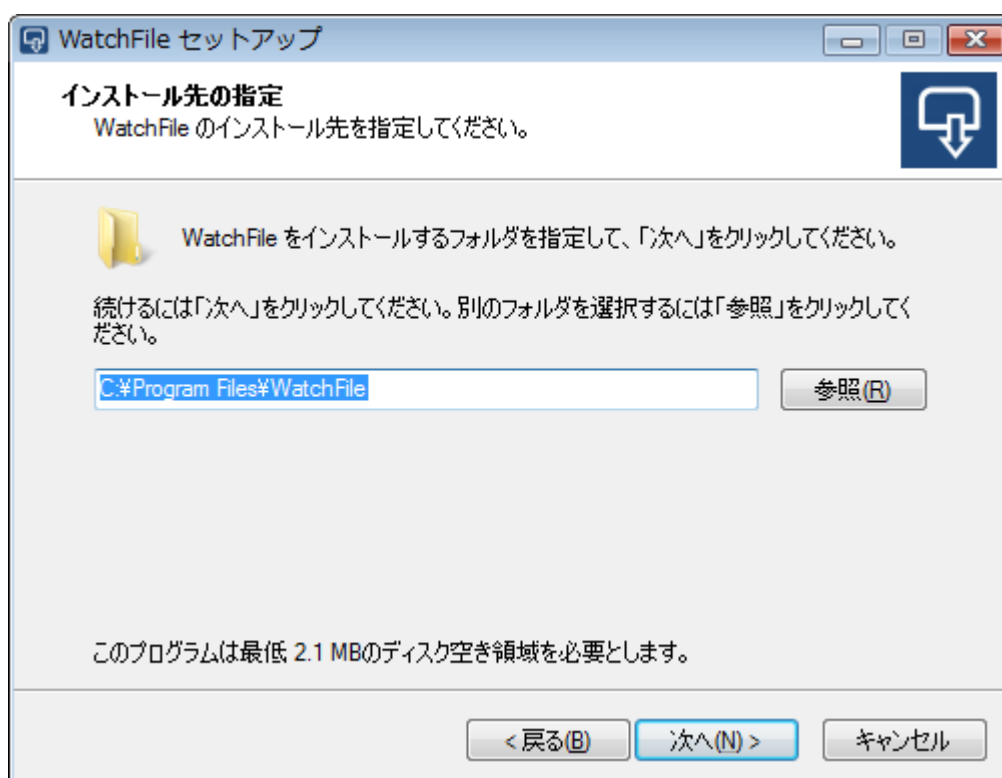 WatchFile セットアップ
インストール先の指定
WatchFile のインストール先を指定してください。
WatchFile をインストールするフォルダを指定して、「次へ」をクリックしてください。
続けるには「次へ」をクリックしてください。別のフォルダを選択するには「参照」をクリックしてく
ださい。
C:¥Program Files¥WatchFile
参照(R)
このプログラムは最低 2.1 MBのディスク空き領域を必要とします。
< 戻る(B)
次へ(N) >
キャンセル